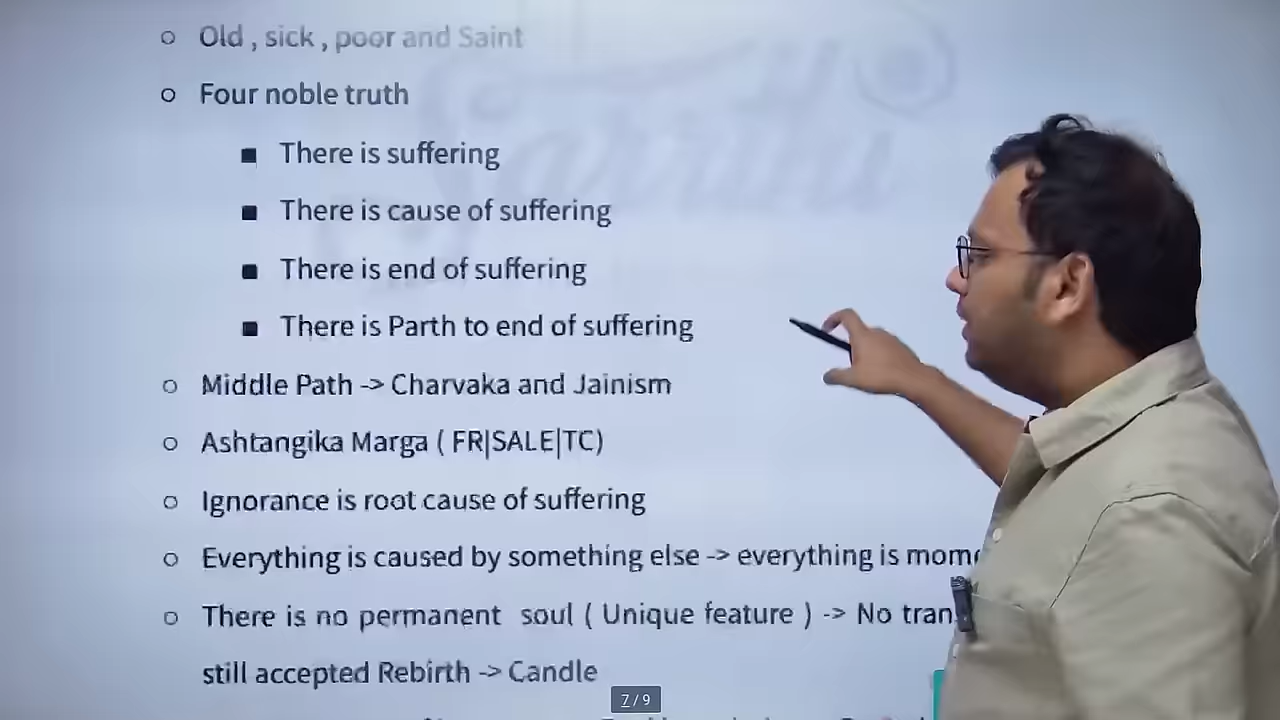 Old , sick , poor and Saint
Four noble truth
There is suffering
There is cause of suffering
There is end of suffering
There is Parth to end of suffering
Middle Path -> Charvaka and Jainism
Ashtangika Marga ( FR|SALE|TC)
Ignorance is root cause of suffering
Everything is caused by something else -> everything is
There is no permanent soul ( Unique feature ) -> No
still accepted Rebirth -> Candle
7 / 9